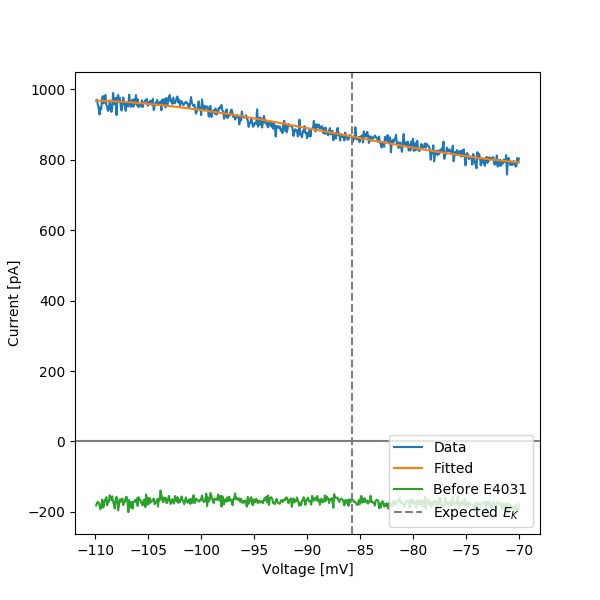 1000
800
600
400
200
0
−200
Current [pA]
Data
Fitted
Before E4031
Expected E_K
−110 −105 −100 −95 −90 −85 −80 −75 −70
Voltage [mV]